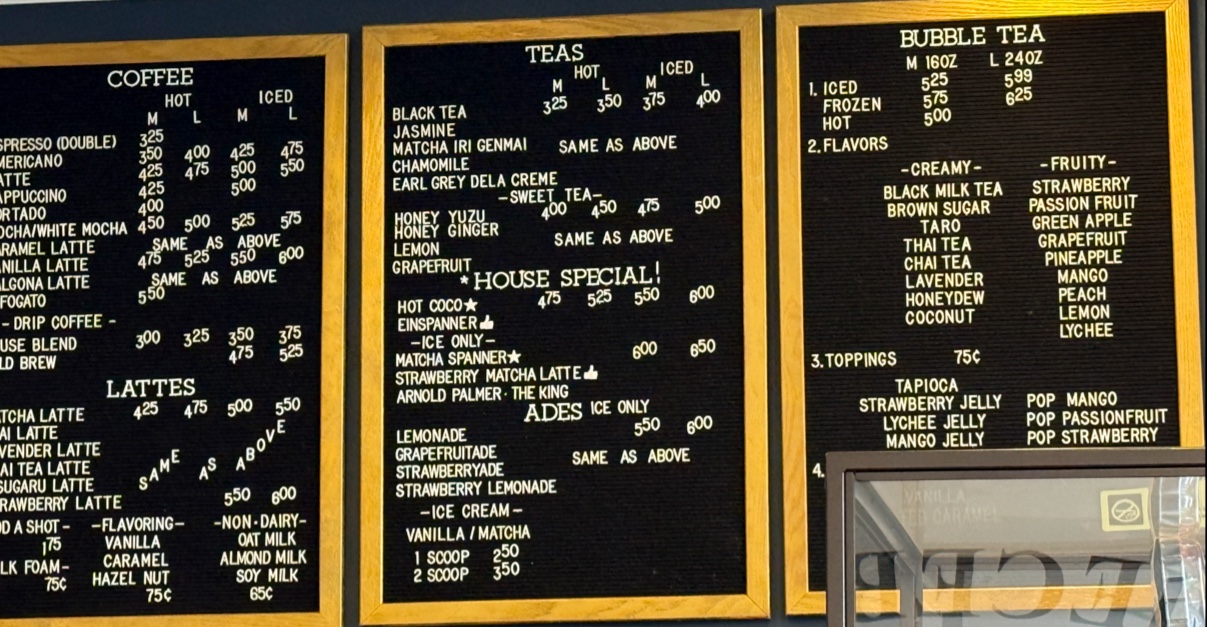 COFFEE
HOT ICED
M L M L
SPRESSO (DOUBLE) 325
MERICANO 350 400 425 475
ATTE 425 475 500 550
APPUCCINO 425 500
ORTADO 400
OCHA/WHITE MOCHA 450 500 525 575
ARAMEL LATTE SAME AS ABOVE
ANILLA LATTE 475 525 550 600
ALGONA LATTE SAME AS ABOVE
FOGATO 550
- DRIP COFFEE -
USE BLEND 300 325 350 375
LD BREW 475 525
LATTES
ATCHA LATTE 425 475 500 550
AI LATTE
VENDER LATTE
AI TEA LATTE SAME AS ABOVE
SUGARU LATTE
RAWBERRY LATTE 550 600
DD A SHOT- -FLAVORING- -NON·DAIRY-
175 VANILLA OAT MILK
LK FOAM- CARAMEL ALMOND MILK
75¢ HAZEL NUT SOY MILK
75¢ 65¢
TEAS
HOT ICED
M L M L
BLACK TEA 325 350 375 400
JASMINE
MATCHA IRI GENMAI SAME AS ABOVE
CHAMOMILE
EARL GREY DELA CREME
-SWEET TEA-
HONEY YUZU 400 450 475 500
HONEY GINGER
LEMON SAME AS ABOVE
GRAPEFRUIT
*HOUSE SPECIAL!
HOT COCO★ 475 525 550 600
EINSPANNER👍
-ICE ONLY-
MATCHA SPANNER★ 600 650
STRAWBERRY MATCHA LATTE👍
ARNOLD PALMER·THE KING
ADES ICE ONLY
LEMONADE 550 600
GRAPEFRUITADE
STRAWBERRYADE SAME AS ABOVE
STRAWBERRY LEMONADE
-ICE CREAM-
VANILLA / MATCHA
1 SCOOP 250
2 SCOOP 350
BUBBLE TEA
M 16OZ L 24OZ
1. ICED 525 599
FROZEN 575 625
HOT 500
2.FLAVORS
-CREAMY- -FRUITY-
BLACK MILK TEA STRAWBERRY
BROWN SUGAR PASSION FRUIT
TARO GREEN APPLE
THAI TEA GRAPEFRUIT
CHAI TEA PINEAPPLE
LAVENDER MANGO
HONEYDEW PEACH
COCONUT LEMON
LYCHEE
3.TOPPINGS 75¢
TAPIOCA
STRAWBERRY JELLY POP MANGO
LYCHEE JELLY POP PASSIONFRUIT
MANGO JELLY POP STRAWBERRY
4.
VANILLA
CARAMEL